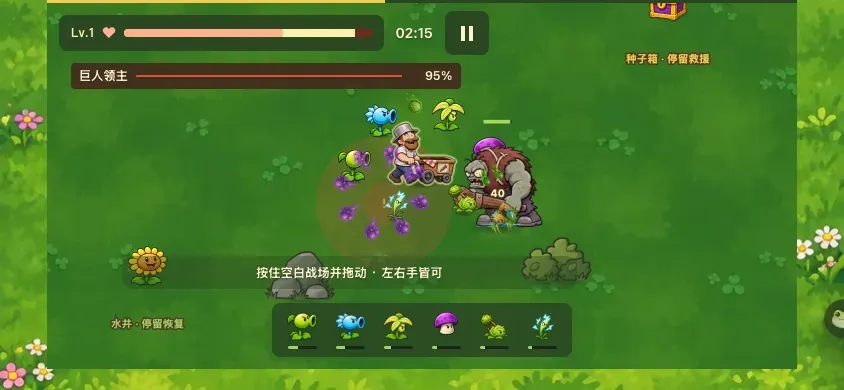 Lv.1
02:15
巨人领主
95%
种子箱 · 停留救援
40
按住空白战场并拖动 · 左右手皆可
水井 · 停留恢复